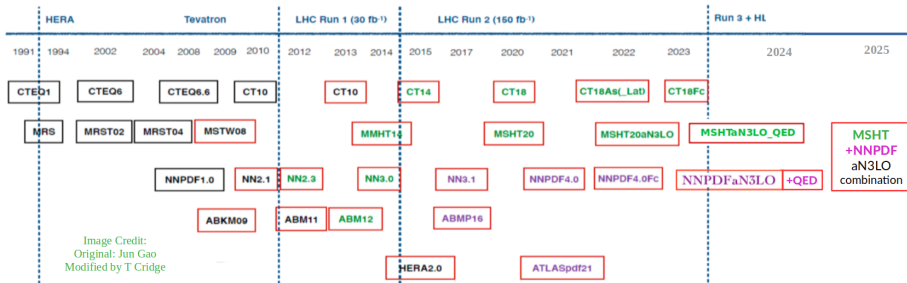 HERA Tevatron LHC Run 1 (30 fb-1) LHC Run 2 (150 fb-1) Run 3 + HL
1991 1994 2002 2004 2008 2009 2010 2012 2013 2014 2015 2017 2020 2021 2022 2023 2024 2025
CTEQ1 CTEQ6 CTEQ6.6 CT10 CT10 CT14 CT18 CT18As(_Lat) CT18Fc
MRS MRST02 MRST04 MSTW08 MMHT14 MSHT20 MSHT20aN3LO MSHTaN3LO_QED
NNPDF1.0 NN2.1 NN2.3 NN3.0 NN3.1 NNPDF4.0 NNPDF4.0Fc NNPDFaN3LO +QED
MSHT
+NNPDF
aN3LO
combination
ABKM09 ABM11 ABM12 ABMP16
HERA2.0 ATLASpdf21
Image Credit:
Original: Jun Gao
Modified by T Cridge